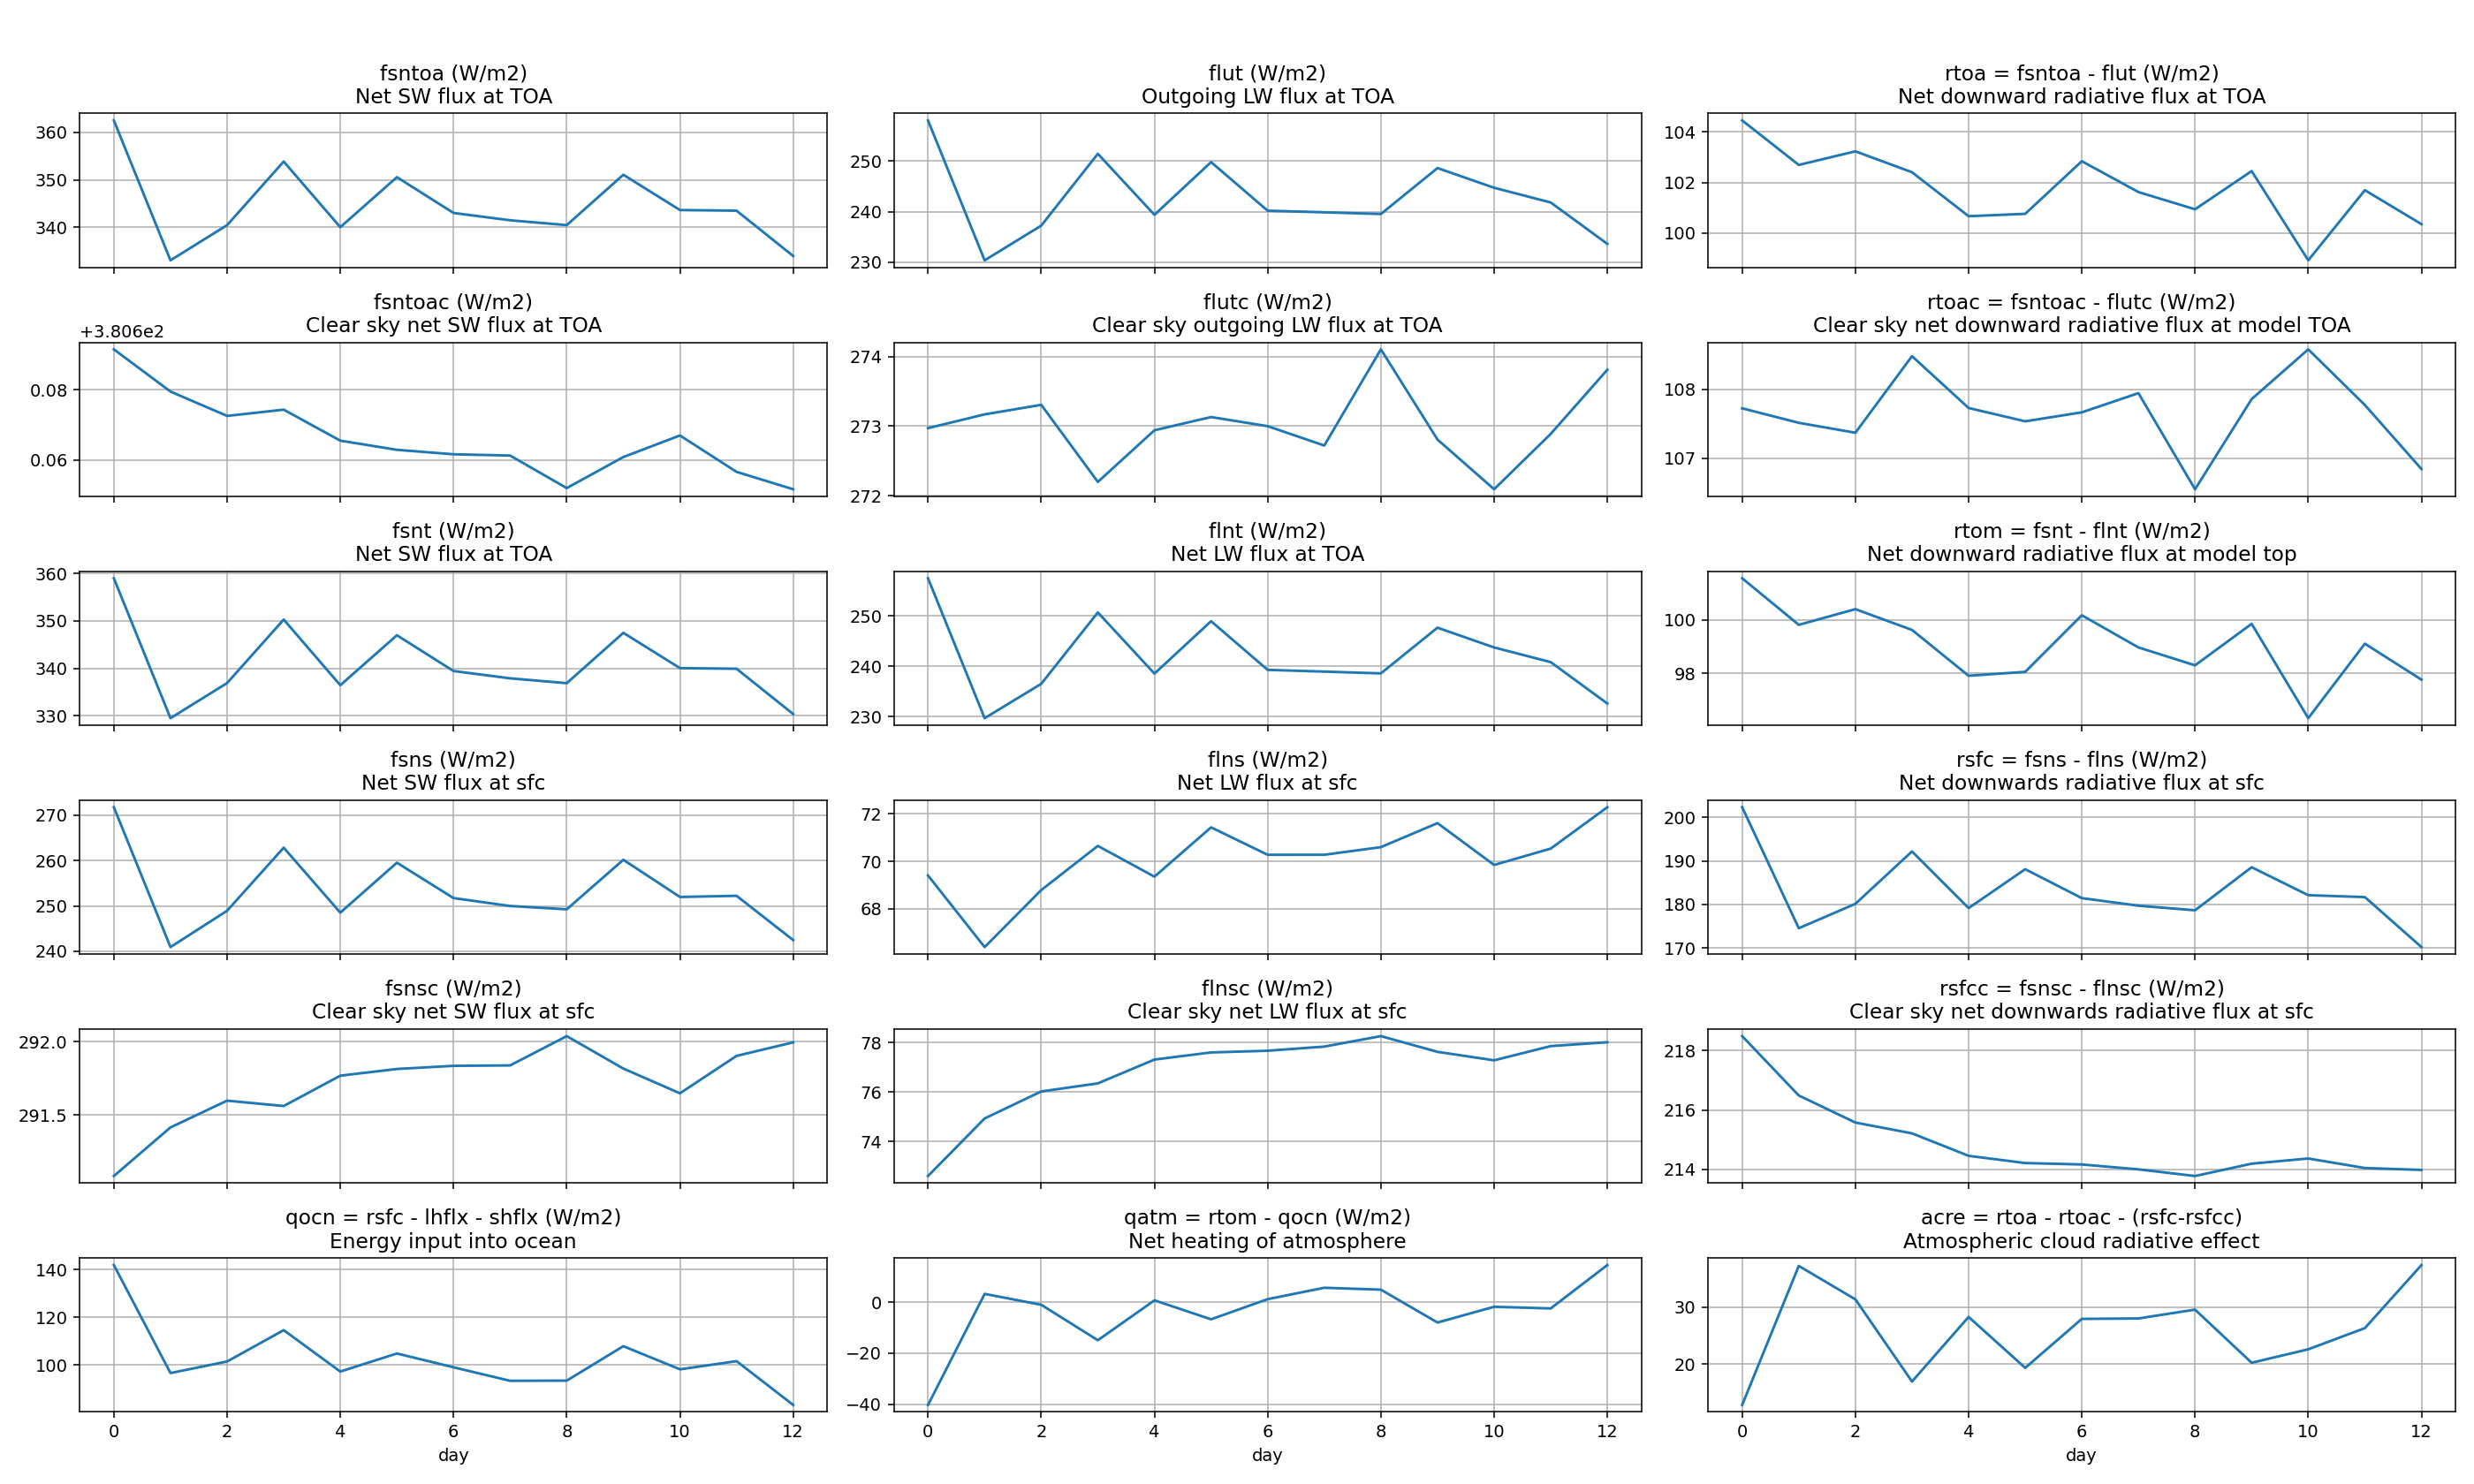 fsntoa (W/m2)
Net SW flux at TOA
360
350
340
flut (W/m2)
Outgoing LW flux at TOA
250
240
230
rtoa = fsntoa - flut (W/m2)
Net downward radiative flux at TOA
104
102
100
fsntoac (W/m2)
Clear sky net SW flux at TOA
+3.806e2
0.08
0.06
flutc (W/m2)
Clear sky outgoing LW flux at TOA
274
273
272
rtoac = fsntoac - flutc (W/m2)
Clear sky net downward radiative flux at model TOA
108
107
fsnt (W/m2)
Net SW flux at TOA
360
350
340
330
flnt (W/m2)
Net LW flux at TOA
250
240
230
rtom = fsnt - flnt (W/m2)
Net downward radiative flux at model top
100
98
fsns (W/m2)
Net SW flux at sfc
270
260
250
240
flns (W/m2)
Net LW flux at sfc
72
70
68
rsfc = fsns - flns (W/m2)
Net downwards radiative flux at sfc
200
190
180
170
fsnsc (W/m2)
Clear sky net SW flux at sfc
292.0
291.5
flnsc (W/m2)
Clear sky net LW flux at sfc
78
76
74
rsfcc = fsnsc - flnsc (W/m2)
Clear sky net downwards radiative flux at sfc
218
216
214
qocn = rsfc - lhflx - shflx (W/m2)
Energy input into ocean
140
120
100
0 2 4 6 8 10 12
day
qatm = rtom - qocn (W/m2)
Net heating of atmosphere
0
−20
−40
0 2 4 6 8 10 12
day
acre = rtoa - rtoac - (rsfc-rsfcc)
Atmospheric cloud radiative effect
30
20
0 2 4 6 8 10 12
day